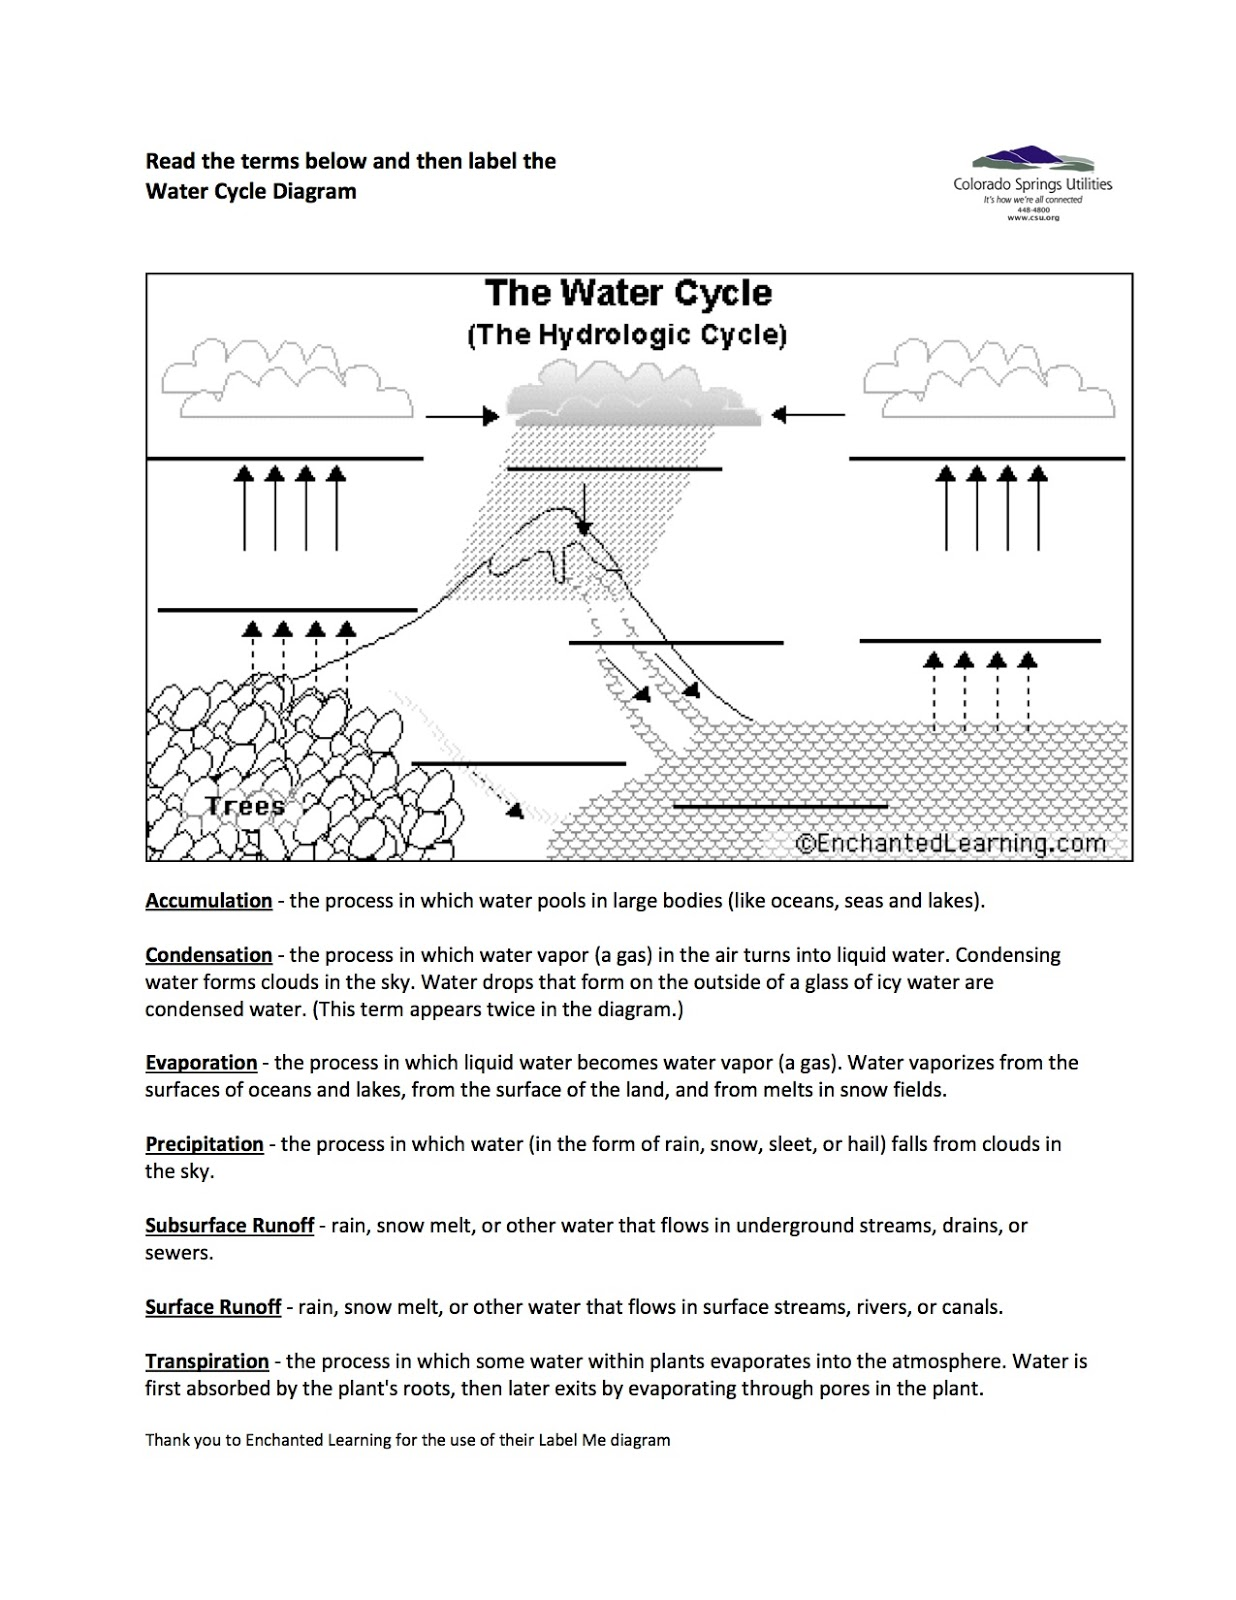 Read the terms below and then label the
Water Cycle Diagram
Colorado Springs Utilities
It's how we're all connected
448-4800
www.csu.org
The Water Cycle
(The Hydrologic Cycle)
Trees
©EnchantedLearning.com
Accumulation - the process in which water pools in large bodies (like oceans, seas and lakes).
Condensation - the process in which water vapor (a gas) in the air turns into liquid water. Condensing
water forms clouds in the sky. Water drops that form on the outside of a glass of icy water are
condensed water. (This term appears twice in the diagram.)
Evaporation - the process in which liquid water becomes water vapor (a gas). Water vaporizes from the
surfaces of oceans and lakes, from the surface of the land, and from melts in snow fields.
Precipitation - the process in which water (in the form of rain, snow, sleet, or hail) falls from clouds in
the sky.
Subsurface Runoff - rain, snow melt, or other water that flows in underground streams, drains, or
sewers.
Surface Runoff - rain, snow melt, or other water that flows in surface streams, rivers, or canals.
Transpiration - the process in which some water within plants evaporates into the atmosphere. Water is
first absorbed by the plant's roots, then later exits by evaporating through pores in the plant.
Thank you to Enchanted Learning for the use of their Label Me diagram